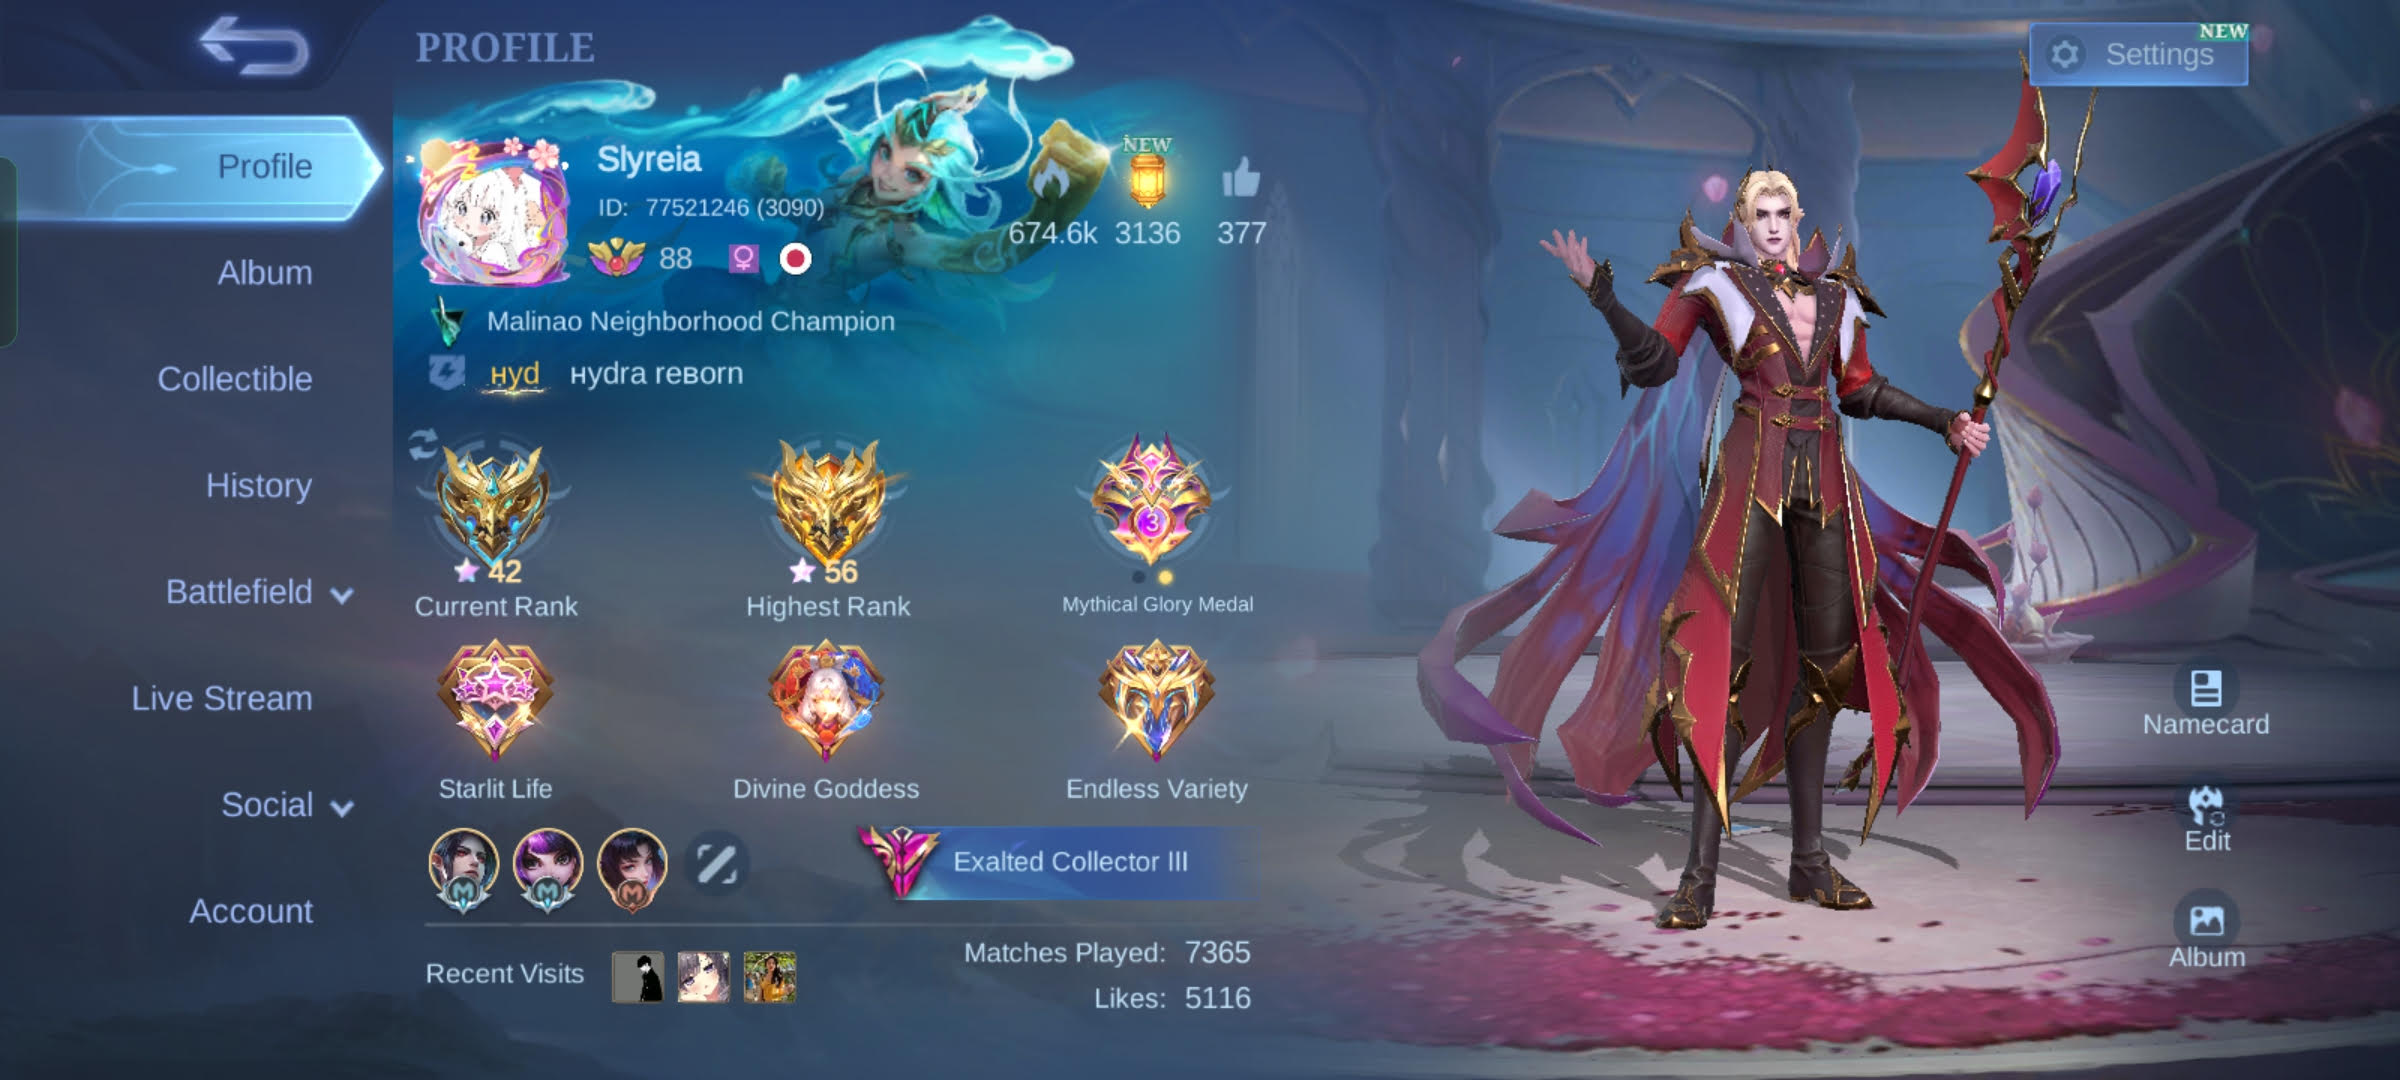 PROFILE
NEW
Settings
Profile
Album
Collectible
History
Battlefield
Live Stream
Social
Account
Slyreia
ID: 77521246 (3090)
88
NEW
674.6k 3136 377
Malinao Neighborhood Champion
нyd нydra reвorn
42
Current Rank
56
Highest Rank
3
Mythical Glory Medal
Starlit Life
Divine Goddess
Endless Variety
M M M
Exalted Collector III
Recent Visits
Matches Played: 7365
Likes: 5116
Namecard
Edit
Album